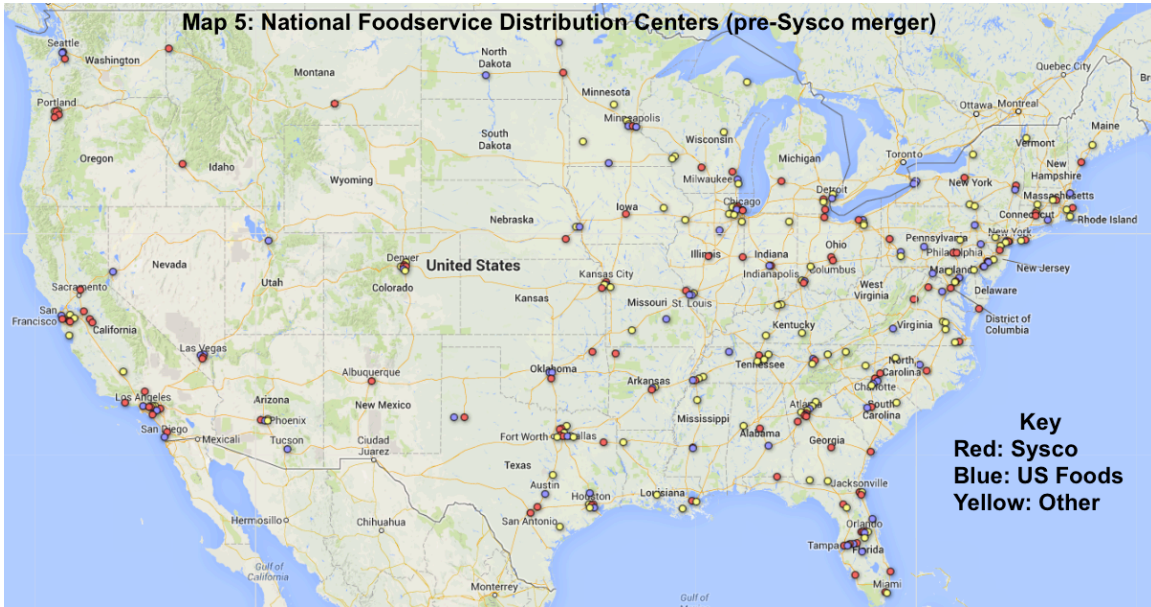 Map 5: National Foodservice Distribution Centers (pre-Sysco merger)
Seattle
Washington
North
Dakota
Montana
Minnesota
Quebec City
Portland
Minneapolis
Ottawa
Montreal
Maine
Oregon
Idaho
South
Dakota
Wisconsin
Vermont
Toronto
Michigan
New
Hampshire
Wyoming
Milwaukee
Detroit
New York
Massachusetts
Iowa
Chicago
Connecticut
Rhode Island
Nebraska
Pennsylvania
New York
Nevada
Utah
Denver
United States
Illinois
Indiana
Ohio
Philadelphia
Sacramento
Colorado
Kansas City
Indianapolis
Columbus
Maryland
New Jersey
San
Francisco
Kansas
Missouri
St. Louis
West
Virginia
Delaware
California
Kentucky
Virginia
District of
Columbia
Las Vegas
Albuquerque
Oklahoma
Tennessee
North
Carolina
Los Angeles
Arizona
New Mexico
Arkansas
Charlotte
Phoenix
Atlanta
South
Carolina
San Diego
Mexicali
Tucson
Ciudad
Juarez
Fort Worth
Dallas
Mississippi
Alabama
Georgia
Key
Red: Sysco
Blue: US Foods
Yellow: Other
Texas
Austin
Houston
Louisiana
Jacksonville
San Antonio
Hermosillo
Chihuahua
Orlando
Tampa
Florida
Gulf of
California
Monterrey
Miami
Gulf of